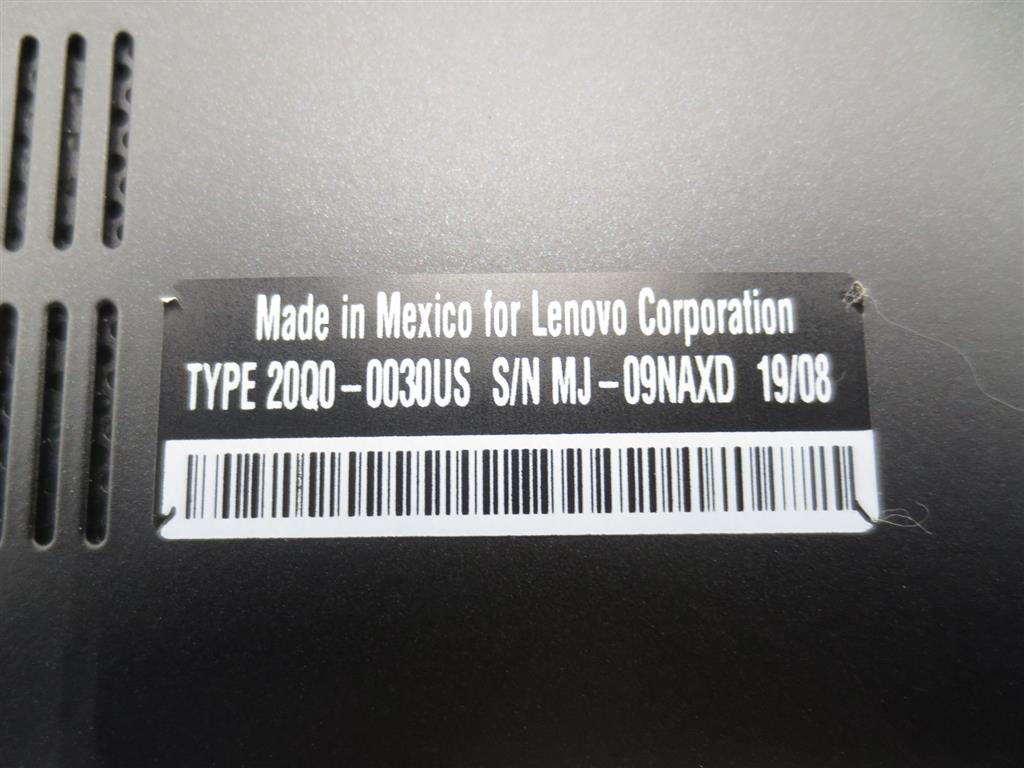 Made in Mexico for Lenovo Corporation
TYPE 20Q0-0030US S/N MJ-09NAXD 19/08